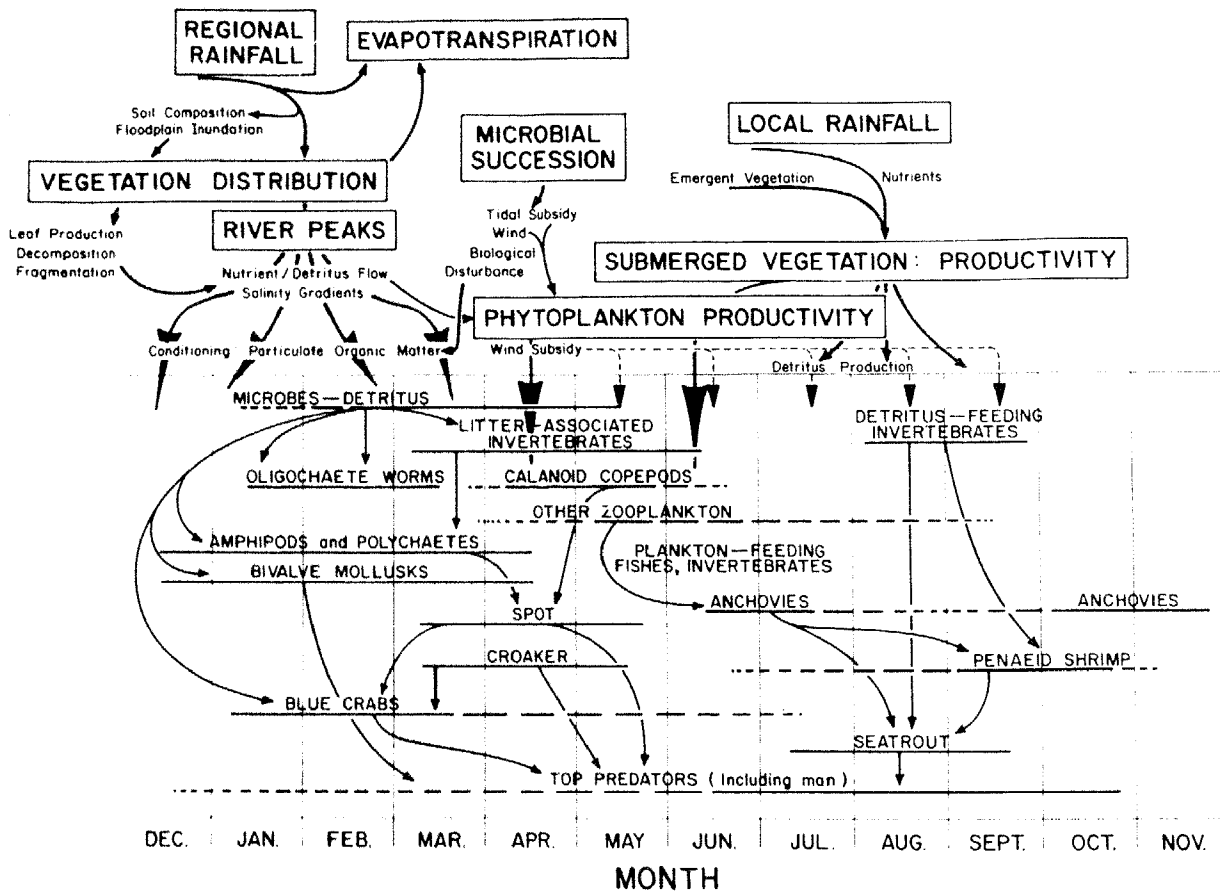 REGIONAL
RAINFALL
EVAPOTRANSPIRATION
Soil Composition
Floodplain Inundation
MICROBIAL
SUCCESSION
LOCAL RAINFALL
VEGETATION DISTRIBUTION
Emergent Vegetation
Nutrients
Leaf Production
Decomposition
Fragmentation
RIVER PEAKS
Tidal Subsidy
Wind
Biological
Disturbance
Nutrient/Detritus Flow
Salinity Gradients
SUBMERGED VEGETATION: PRODUCTIVITY
PHYTOPLANKTON PRODUCTIVITY
Conditioning Particulate Organic Matter
Wind Subsidy
Detritus Production
MICROBES—DETRITUS
LITTER—ASSOCIATED
INVERTEBRATES
DETRITUS—FEEDING
INVERTEBRATES
OLIGOCHAETE WORMS
CALANOID COPEPODS
OTHER ZOOPLANKTON
AMPHIPODS and POLYCHAETES
PLANKTON—FEEDING
FISHES, INVERTEBRATES
BIVALVE MOLLUSKS
SPOT
ANCHOVIES
ANCHOVIES
CROAKER
PENAEID SHRIMP
BLUE CRABS
SEATROUT
TOP PREDATORS (Including man)
DEC. JAN. FEB. MAR. APR. MAY JUN. JUL. AUG. SEPT. OCT. NOV.
MONTH